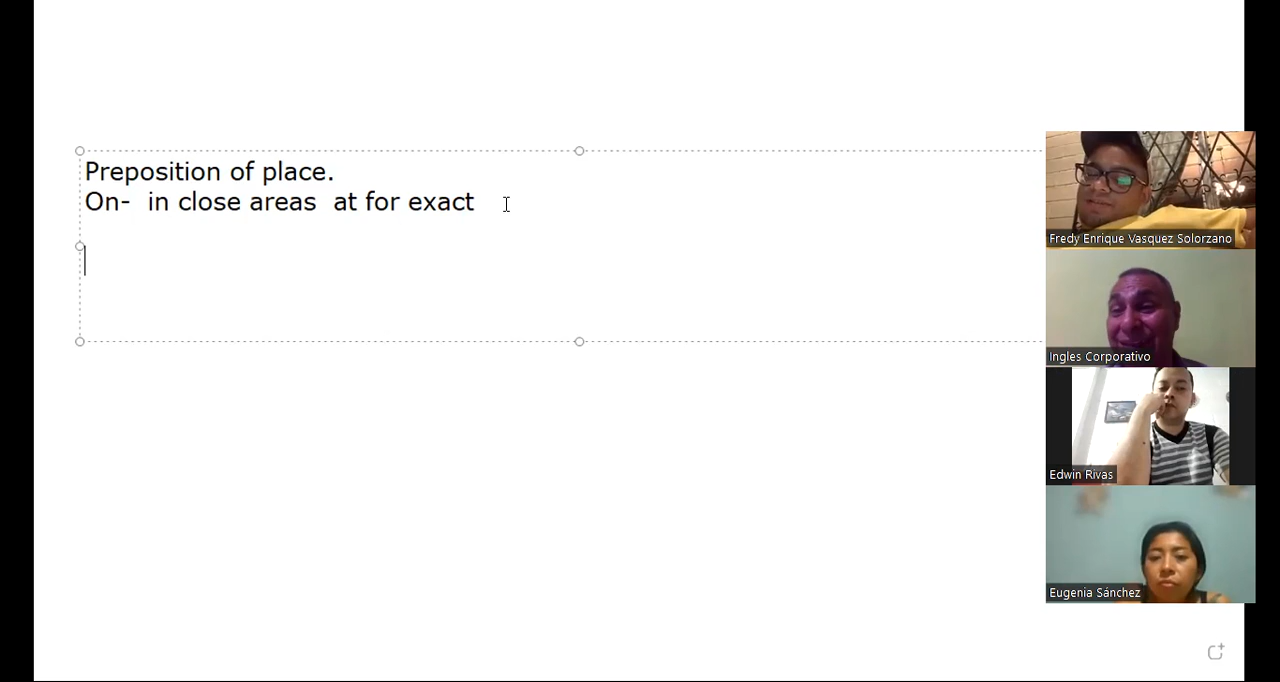 Preposition of place.
On-  in close areas  at for exact
Fredy Enrique Vasquez Solorzano
Ingles Corporativo
Edwin Rivas
Eugenia Sánchez